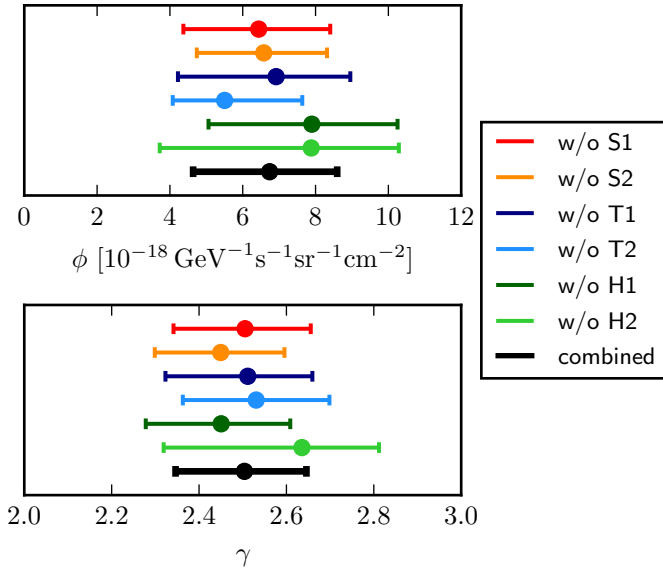 0 2 4 6 8 10 12
ϕ [10⁻¹⁸ GeV⁻¹s⁻¹sr⁻¹cm⁻²]
w/o S1
w/o S2
w/o T1
w/o T2
w/o H1
w/o H2
combined
2.0 2.2 2.4 2.6 2.8 3.0
γ